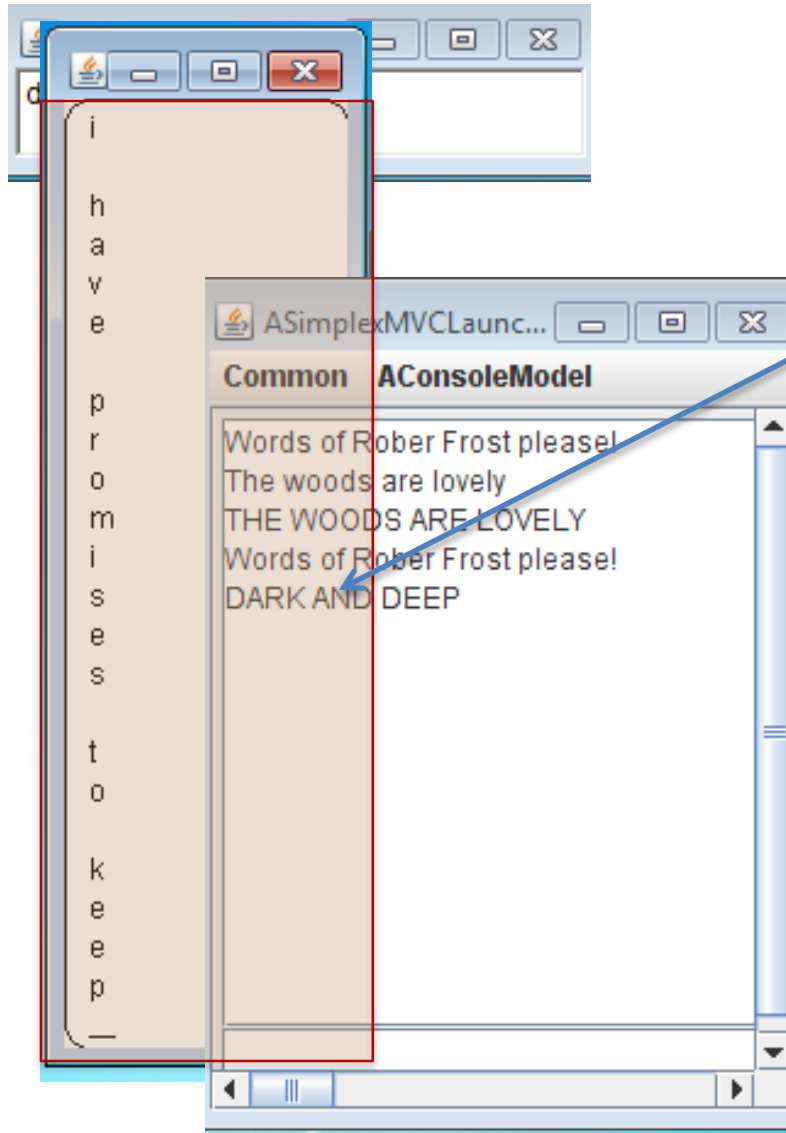 d
i
h
a
v
e
p
r
o
m
i
s
e
s
t
o
k
e
e
p
_
ASimplexMVCLaunc...
Common AConsoleModel
Words of Rober Frost please!
The woods are lovely
THE WOODS ARE LOVELY
Words of Rober Frost please!
DARK AND DEEP